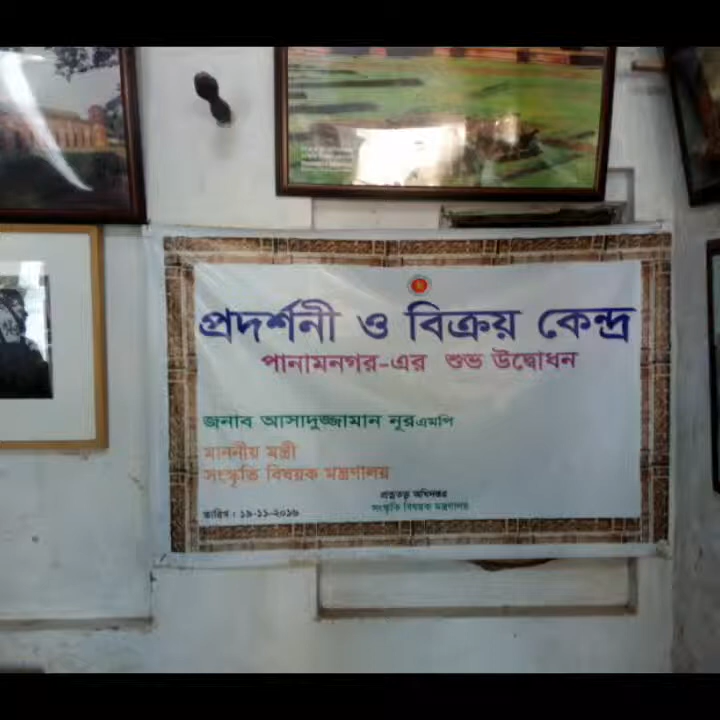 প্রদর্শনী ও বিক্রয় কেন্দ্র
পানামনগর-এর শুভ উদ্বোধন
জনাব আসাদুজ্জামান নূর এমপি
মাননীয় মন্ত্রী
সংস্কৃতি বিষয়ক মন্ত্রণালয়
প্রত্নতত্ত্ব অধিদপ্তর
সংস্কৃতি বিষয়ক মন্ত্রণালয়
তারিখ : ১৯-১১-২০১৬